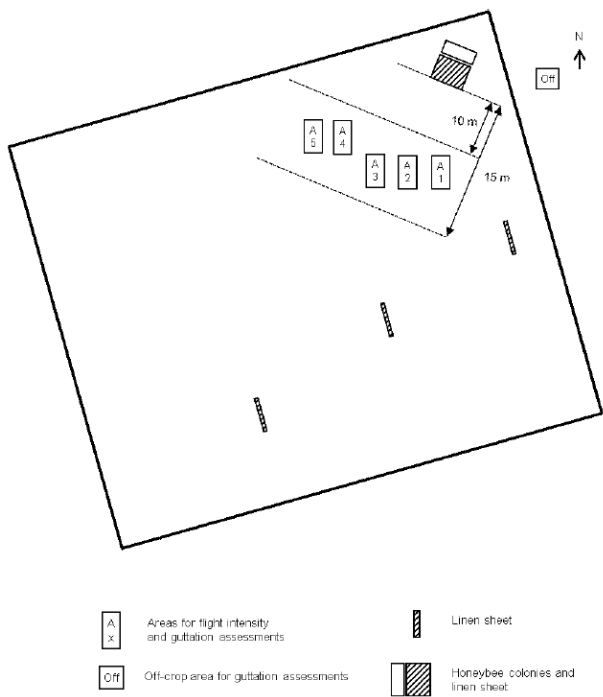 N
Off
10 m
A
5
A
4
A
3
A
2
A
1
15 m
A
x
Areas for flight intensity
and guttation assessments
Linen sheet
Off
Off-crop area for guttation assessments
Honeybee colonies and
linen sheet